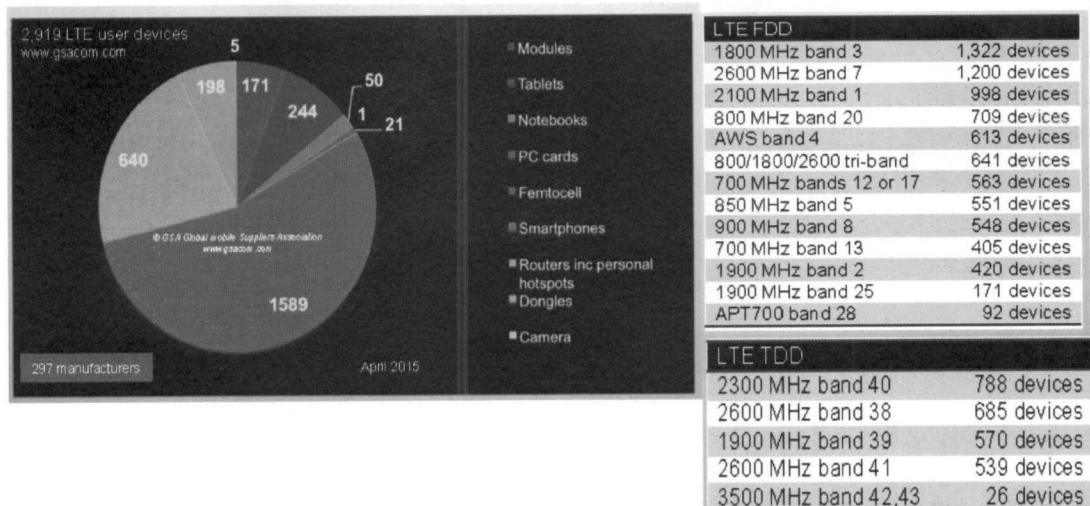 2,919 LTE user devices
www.gsacom.com
5
198
171
50
244
1
21
640
© GSA Global mobile Suppliers Association
www.gsacom.com
1589
297 manufacturers
April 2015
Modules
Tablets
Notebooks
PC cards
Femtocell
Smartphones
Routers inc personal
hotspots
Dongles
Camera
LTE FDD
1800 MHz band 3 1,322 devices
2600 MHz band 7 1,200 devices
2100 MHz band 1 998 devices
800 MHz band 20 709 devices
AWS band 4 613 devices
800/1800/2600 tri-band 641 devices
700 MHz bands 12 or 17 563 devices
850 MHz band 5 551 devices
900 MHz band 8 548 devices
700 MHz band 13 405 devices
1900 MHz band 2 420 devices
1900 MHz band 25 171 devices
APT700 band 28 92 devices
LTE TDD
2300 MHz band 40 788 devices
2600 MHz band 38 685 devices
1900 MHz band 39 570 devices
2600 MHz band 41 539 devices
3500 MHz band 42,43 26 devices